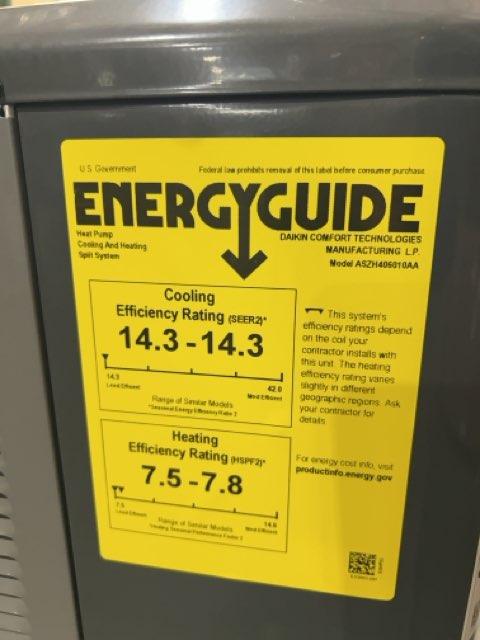 U.S. Government
Federal law prohibits removal of this label before consumer purchase.
ENERGYGUIDE
Heat Pump
Cooling And Heating
Split System
DAIKIN COMFORT TECHNOLOGIES
MANUFACTURING L.P.
Model ASZH406010AA
Cooling
Efficiency Rating (SEER2)*
14.3 - 14.3
14.3
42.0
Least Efficient
Most Efficient
Range of Similar Models
*Seasonal Energy Efficiency Ratio 2
Heating
Efficiency Rating (HSPF2)*
7.5 - 7.8
7.5
14.6
Least Efficient
Most Efficient
Range of Similar Models
*Heating Seasonal Performance Factor 2
This system's
efficiency ratings depend
on the coil your
contractor installs with
this unit. The heating
efficiency rating varies
slightly in different
geographic regions. Ask
your contractor for
details.
For energy cost info, visit
productinfo.energy.gov